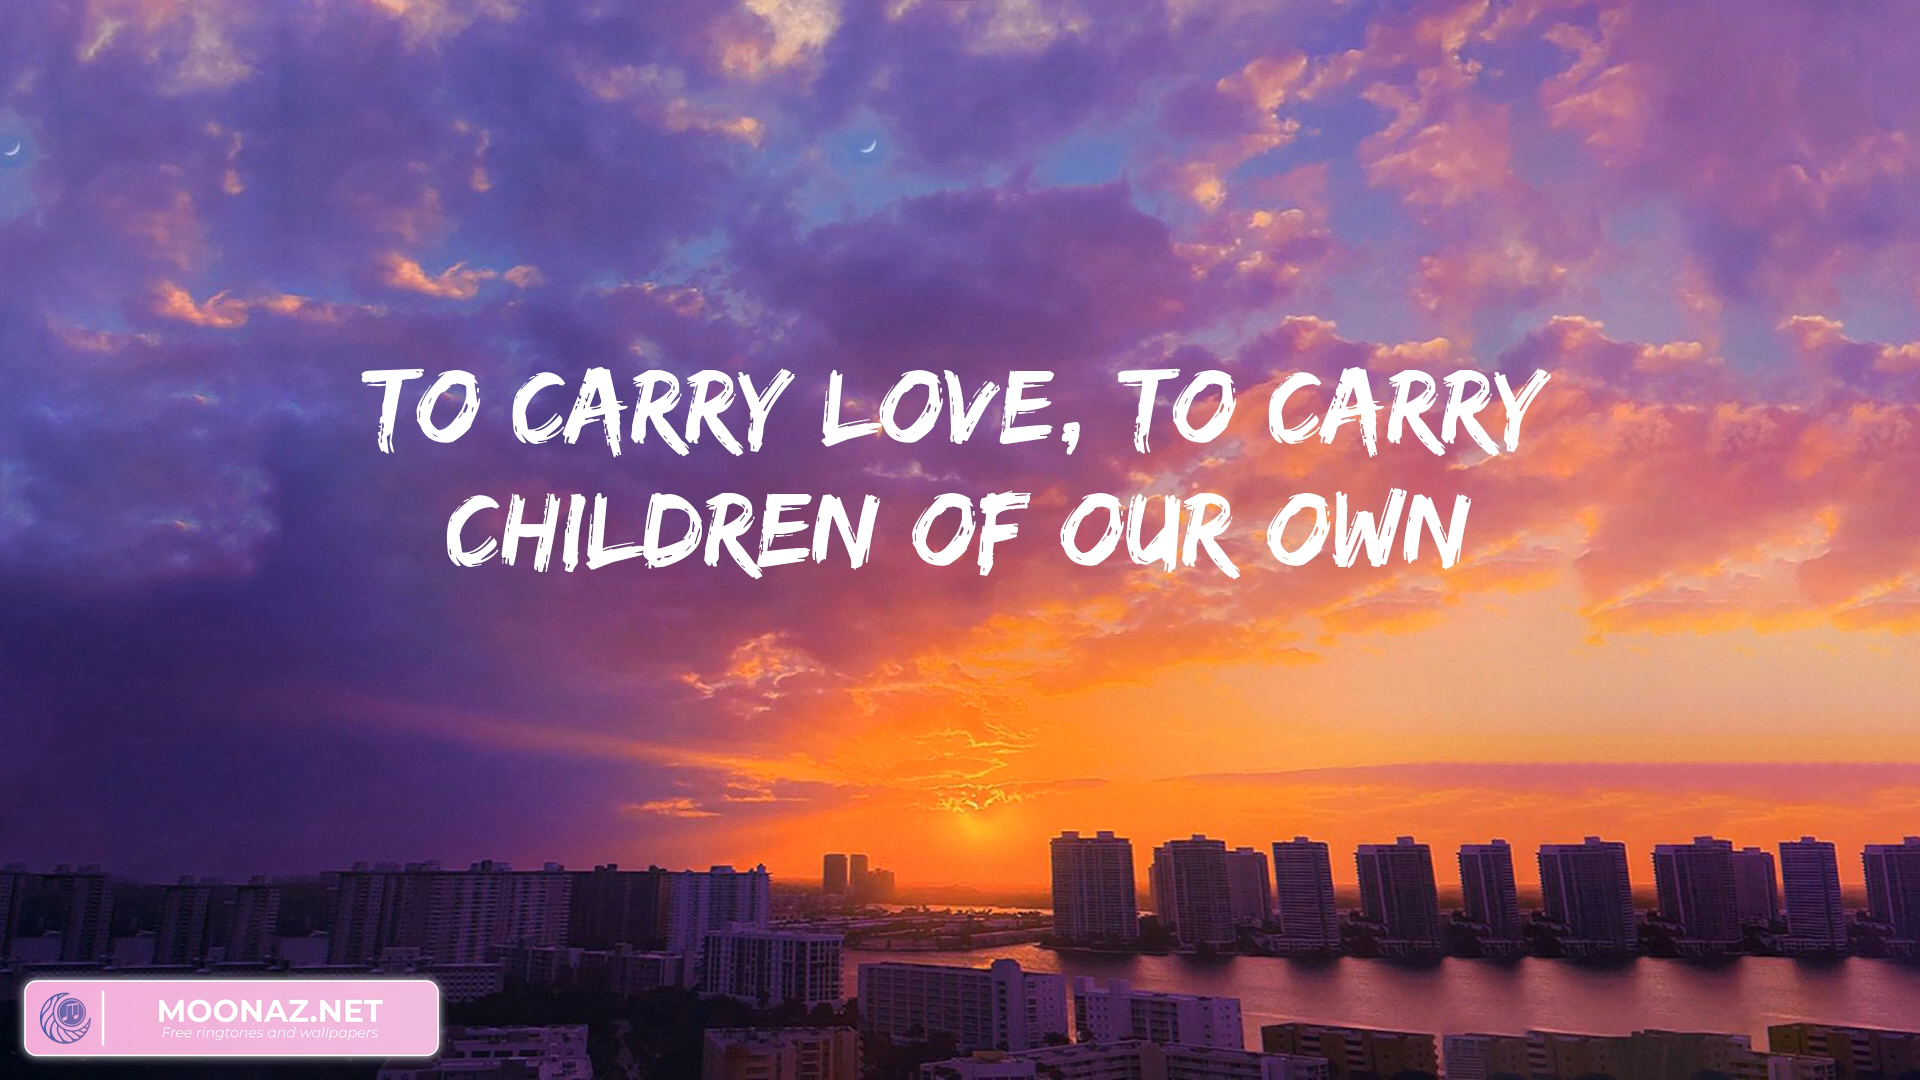 TO CARRY LOVE, TO CARRY
CHILDREN OF OUR OWN
MOONAZ.NET
Free ringtones and wallpapers